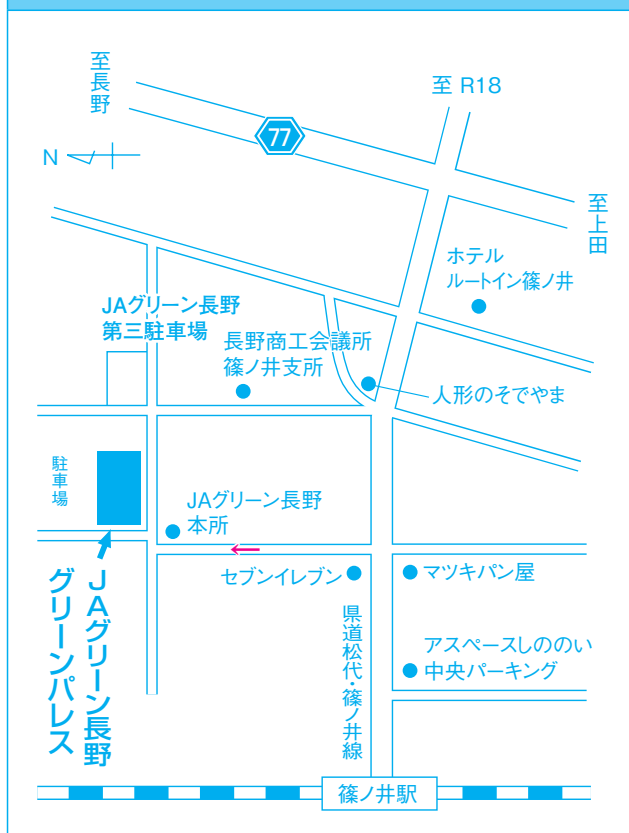 至長野
至 R18
77
N
至上田
ホテル
ルートイン篠ノ井
JAグリーン長野
第三駐車場
長野商工会議所
篠ノ井支所
人形のそでやま
駐車場
JAグリーン長野
本所
セブンイレブン
マツキパン屋
JAグリーン長野
グリーンパレス
県道松代・篠ノ井線
アスペースしののい
中央パーキング
篠ノ井駅